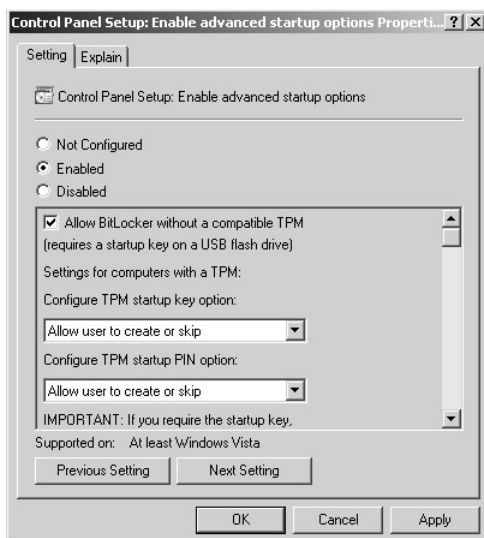 Control Panel Setup: Enable advanced startup options Properti... ? X
Setting Explain
Control Panel Setup: Enable advanced startup options
Not Configured
Enabled
Disabled
Allow BitLocker without a compatible TPM
(requires a startup key on a USB flash drive)
Settings for computers with a TPM:
Configure TPM startup key option:
Allow user to create or skip
Configure TPM startup PIN option:
Allow user to create or skip
IMPORTANT: If you require the startup key,
Supported on: At least Windows Vista
Previous Setting Next Setting
OK Cancel Apply